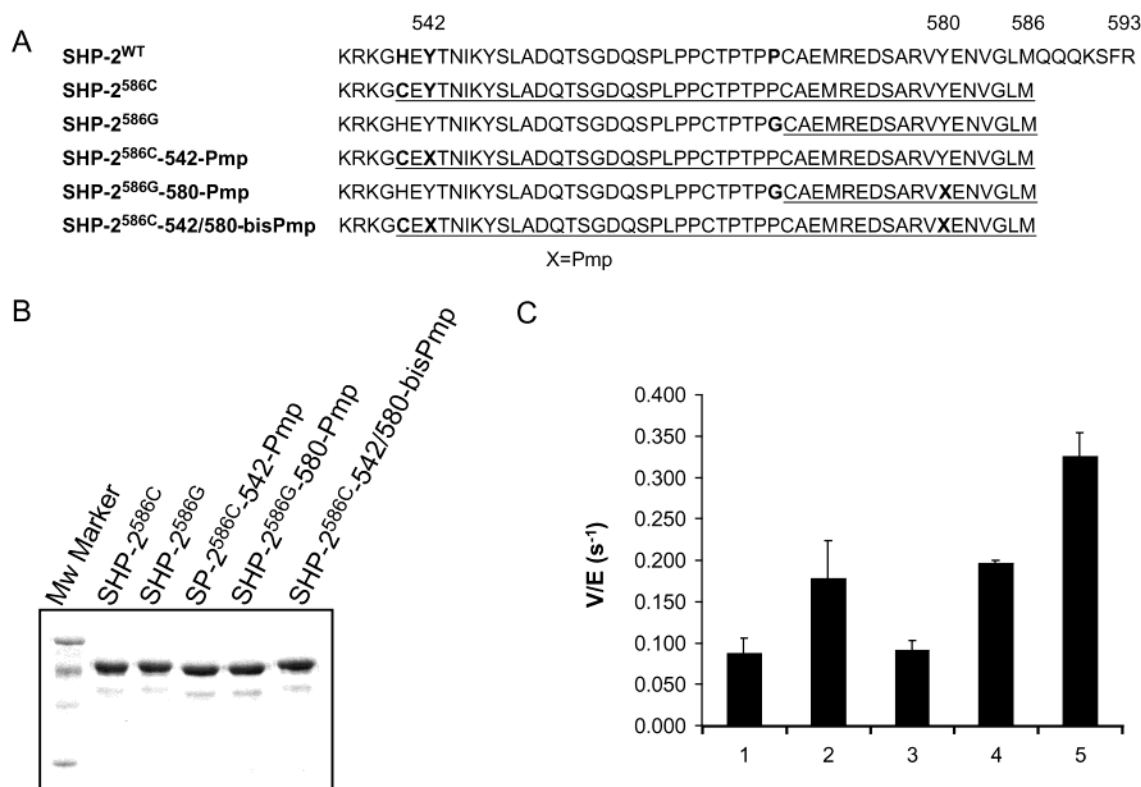 A
542 580 586 593
SHP-2WT KRKGHEYTNIKYSLADQTSGDQSPLPPCTPTPPCAEMREDSARVYENVGLMQQQKSFR
SHP-2586C KRKGCEYTNIKYSLADQTSGDQSPLPPCTPTPPCAEMREDSARVYENVGLM
SHP-2586G KRKGHEYTNIKYSLADQTSGDQSPLPPCTPTPGCAEMREDSARVYENVGLM
SHP-2586C-542-Pmp KRKGCEXTNIKYSLADQTSGDQSPLPPCTPTPPCAEMREDSARVYENVGLM
SHP-2586G-580-Pmp KRKGHEYTNIKYSLADQTSGDQSPLPPCTPTPGCAEMREDSARVXENVGLM
SHP-2586C-542/580-bisPmp KRKGCEXTNIKYSLADQTSGDQSPLPPCTPTPPCAEMREDSARVXENVGLM
X=Pmp
B
Mw Marker
SHP-2586C
SHP-2586G
SP-2586C-542-Pmp
SHP-2586G-580-Pmp
SHP-2586C-542/580-bisPmp
C
V/E (s-1)
0.400
0.350
0.300
0.250
0.200
0.150
0.100
0.050
0.000
1 2 3 4 5